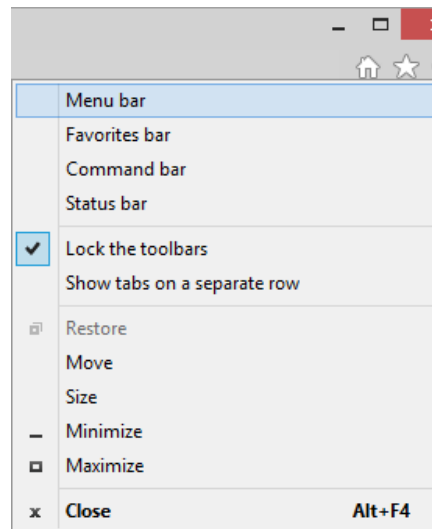 Menu bar
Favorites bar
Command bar
Status bar
Lock the toolbars
Show tabs on a separate row
Restore
Move
Size
Minimize
Maximize
Close Alt+F4